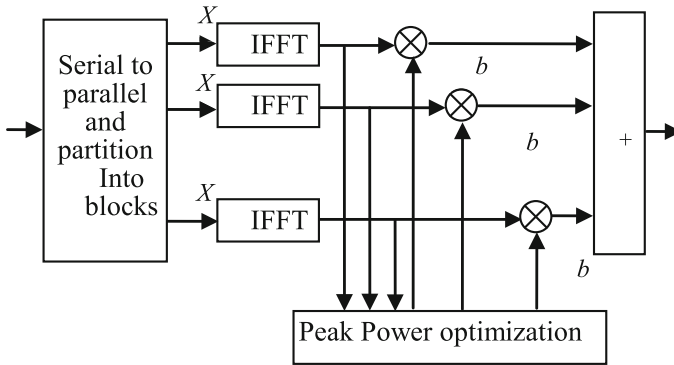 Serial to
parallel
and
partition
Into
blocks
X
IFFT
b
X
IFFT
b
X
IFFT
b
+
Peak Power optimization